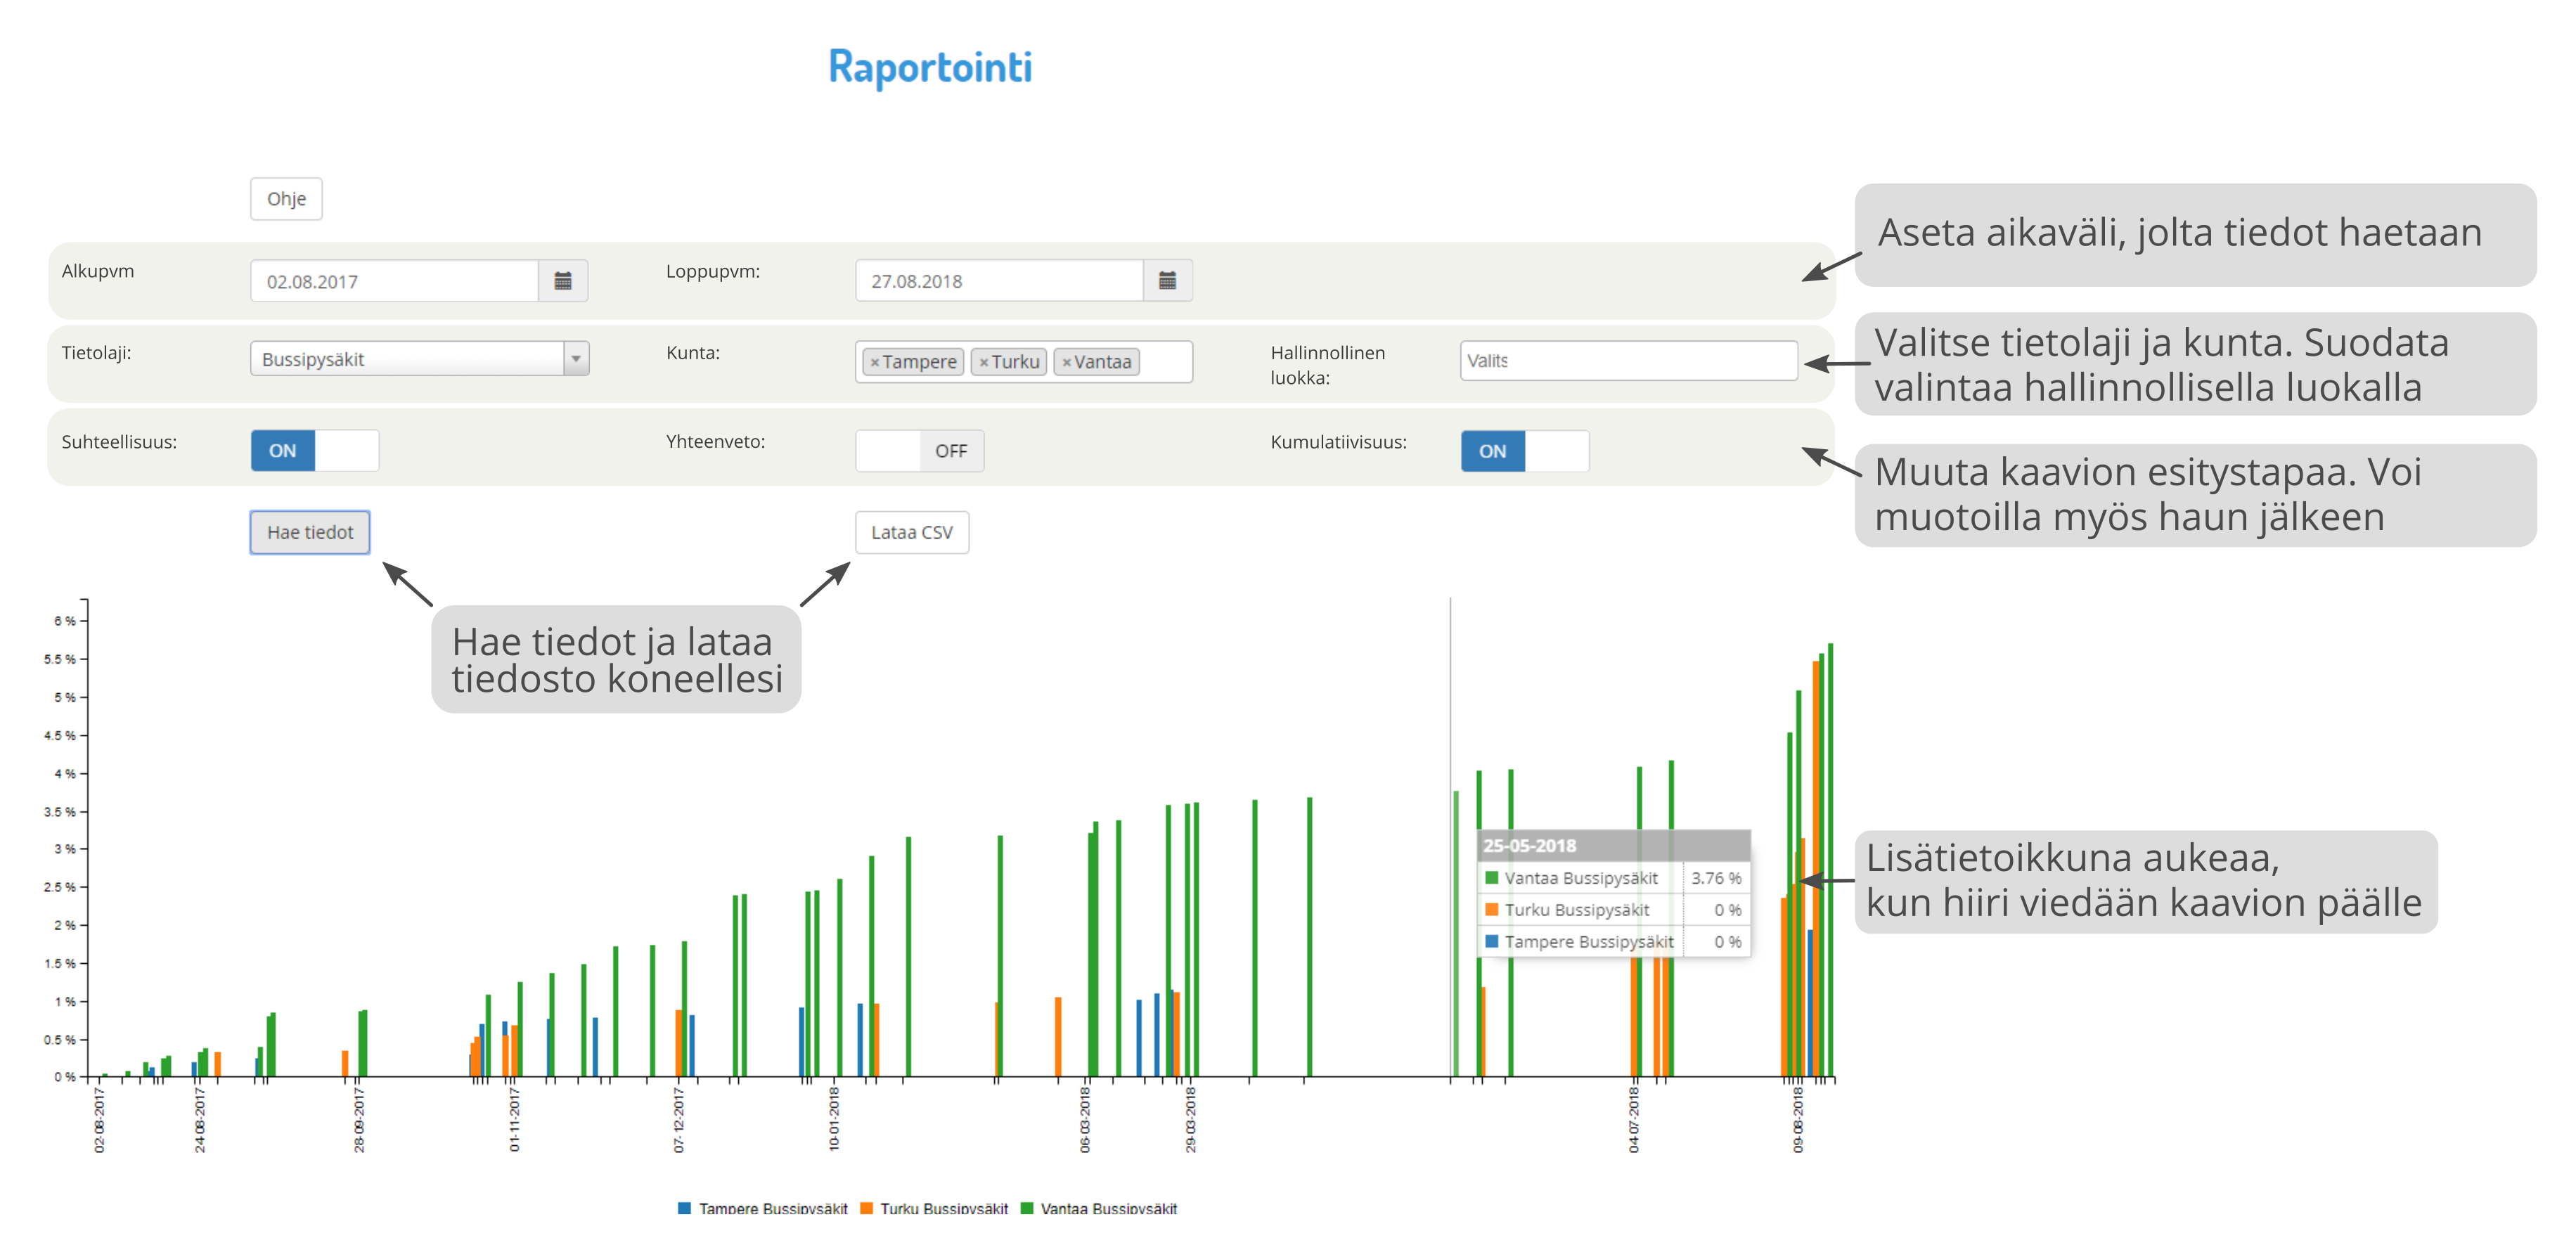 Raportointi
Ohje
Aseta aikaväli, jolta tiedot haetaan
Alkupvm
02.08.2017
Loppupvm:
27.08.2018
Tietolaji:
Bussipysäkit
Kunta:
×Tampere ×Turku ×Vantaa
Hallinnollinen
luokka:
Valits
Valitse tietolaji ja kunta. Suodata
valintaa hallinnollisella luokalla
Suhteellisuus:
ON
Yhteenveto:
OFF
Kumulatiivisuus:
ON
Muuta kaavion esitystapaa. Voi
muotoilla myös haun jälkeen
Hae tiedot
Lataa CSV
Hae tiedot ja lataa
tiedosto koneellesi
6 %
5.5 %
5 %
4.5 %
4 %
3.5 %
3 %
2.5 %
2 %
1.5 %
1 %
0.5 %
0 %
25-05-2018
Vantaa Bussipysäkit 3.76 %
Turku Bussipysäkit 0 %
Tampere Bussipysäkit 0 %
Lisätietoikkuna aukeaa,
kun hiiri viedään kaavion päälle
02-08-2017
24-08-2017
28-09-2017
01-11-2017
07-12-2017
10-01-2018
06-03-2018
29-03-2018
04-07-2018
09-08-2018
Tampere Bussipysäkit Turku Bussipysäkit Vantaa Bussipysäkit